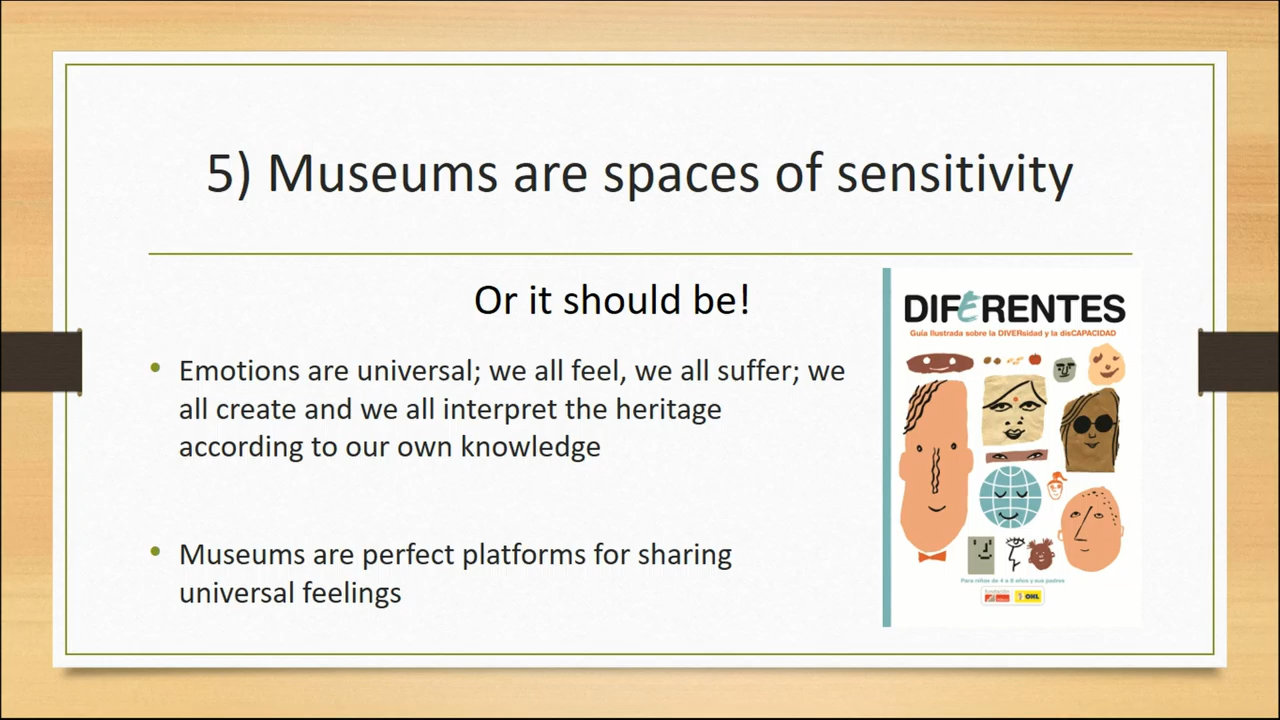 5) Museums are spaces of sensitivity
Or it should be!
• Emotions are universal; we all feel, we all suffer; we
all create and we all interpret the heritage
according to our own knowledge
• Museums are perfect platforms for sharing
universal feelings
DIFERENTES
Guía Ilustrada sobre la DIVERsidad y la disCAPACIDAD
Para niños de 4 a 8 años y sus padres
OHL